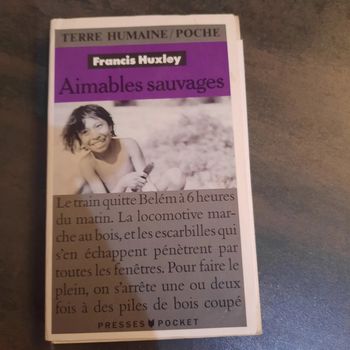 TERRE HUMAINE/POCHE
Francis Huxley
Aimables sauvages
Le train quitte Belém à 6 heures
du matin. La locomotive mar-
che au bois, et les escarbilles qui
s'en échappent pénètrent par
toutes les fenêtres. Pour faire le
plein, on s'arrête une ou deux
fois à des piles de bois coupé
PRESSES POCKET